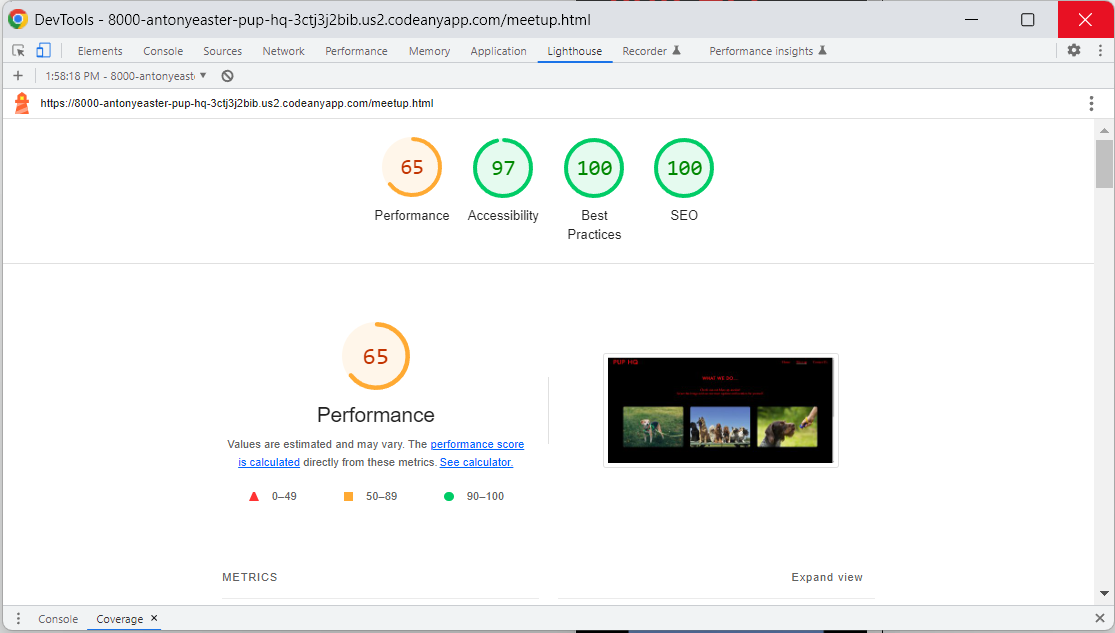 DevTools - 8000-antonyeaster-pup-hq-3ctj3j2bib.us2.codeanyapp.com/meetup.html
Elements Console Sources Network Performance Memory Application Lighthouse Recorder Performance insights
1:58:18 PM - 8000-antonyeast
https://8000-antonyeaster-pup-hq-3ctj3j2bib.us2.codeanyapp.com/meetup.html
65 97 100 100
Performance Accessibility Best SEO
Practices
65
Performance
Values are estimated and may vary. The performance score
is calculated directly from these metrics. See calculator.
0–49 50–89 90–100
PUP HQ
WHAT WE DO...
METRICS Expand view
Console Coverage